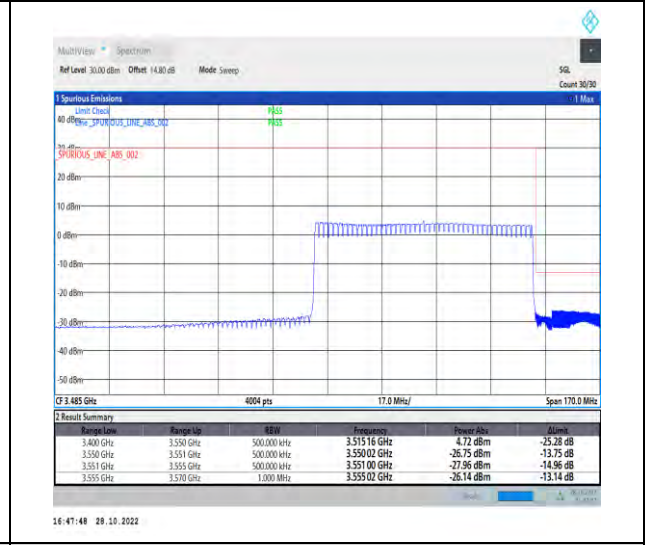 MultiView Spectrum
Ref Level 30.00 dBm Offset 14.80 dB Mode Sweep
SGL
Count 30/30
1 Spurious Emissions 1 Max
Limit Check PASS
40 dBm
Line _SPURIOUS_LINE_ABS_002 PASS
_SPURIOUS_LINE_ABS_002
20 dBm
10 dBm
0 dBm
-10 dBm
-20 dBm
-30 dBm
-40 dBm
-50 dBm
CF 3.485 GHz 4004 pts 17.0 MHz/ Span 170.0 MHz
2 Result Summary
Range Low Range Up RBW Frequency Power Abs ΔLimit
3.400 GHz 3.550 GHz 500.000 kHz 3.515 16 GHz 4.72 dBm -25.28 dB
3.550 GHz 3.551 GHz 500.000 kHz 3.550 02 GHz -26.75 dBm -13.75 dB
3.551 GHz 3.555 GHz 500.000 kHz 3.551 00 GHz -27.96 dBm -14.96 dB
3.555 GHz 3.570 GHz 1.000 MHz 3.555 02 GHz -26.14 dBm -13.14 dB
16:47:48 28.10.2022